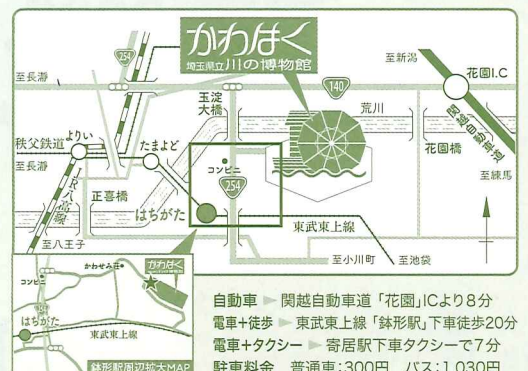 かわはく
埼玉県立川の博物館
254
至長瀞
140
至新潟
花園I.C
玉淀
大橋
荒川
関越自動車道
花園橋
至練馬
秩父鉄道
よりい
たまよど
至長瀞
コンビニ
254
JR八高線
正喜橋
はちがた
東武東上線
至八王子
至小川町
至池袋
かわせみ荘
かわはく
コンビニ
はちがた
東武東上線
鉢形駅周辺拡大MAP
自動車 ▶ 関越自動車道「花園」ICより8分
電車+徒歩 ▶ 東武東上線「鉢形駅」下車徒歩20分
電車+タクシー ▶ 寄居駅下車タクシーで7分
駐車料金 普通車:300円 バス:1,030円